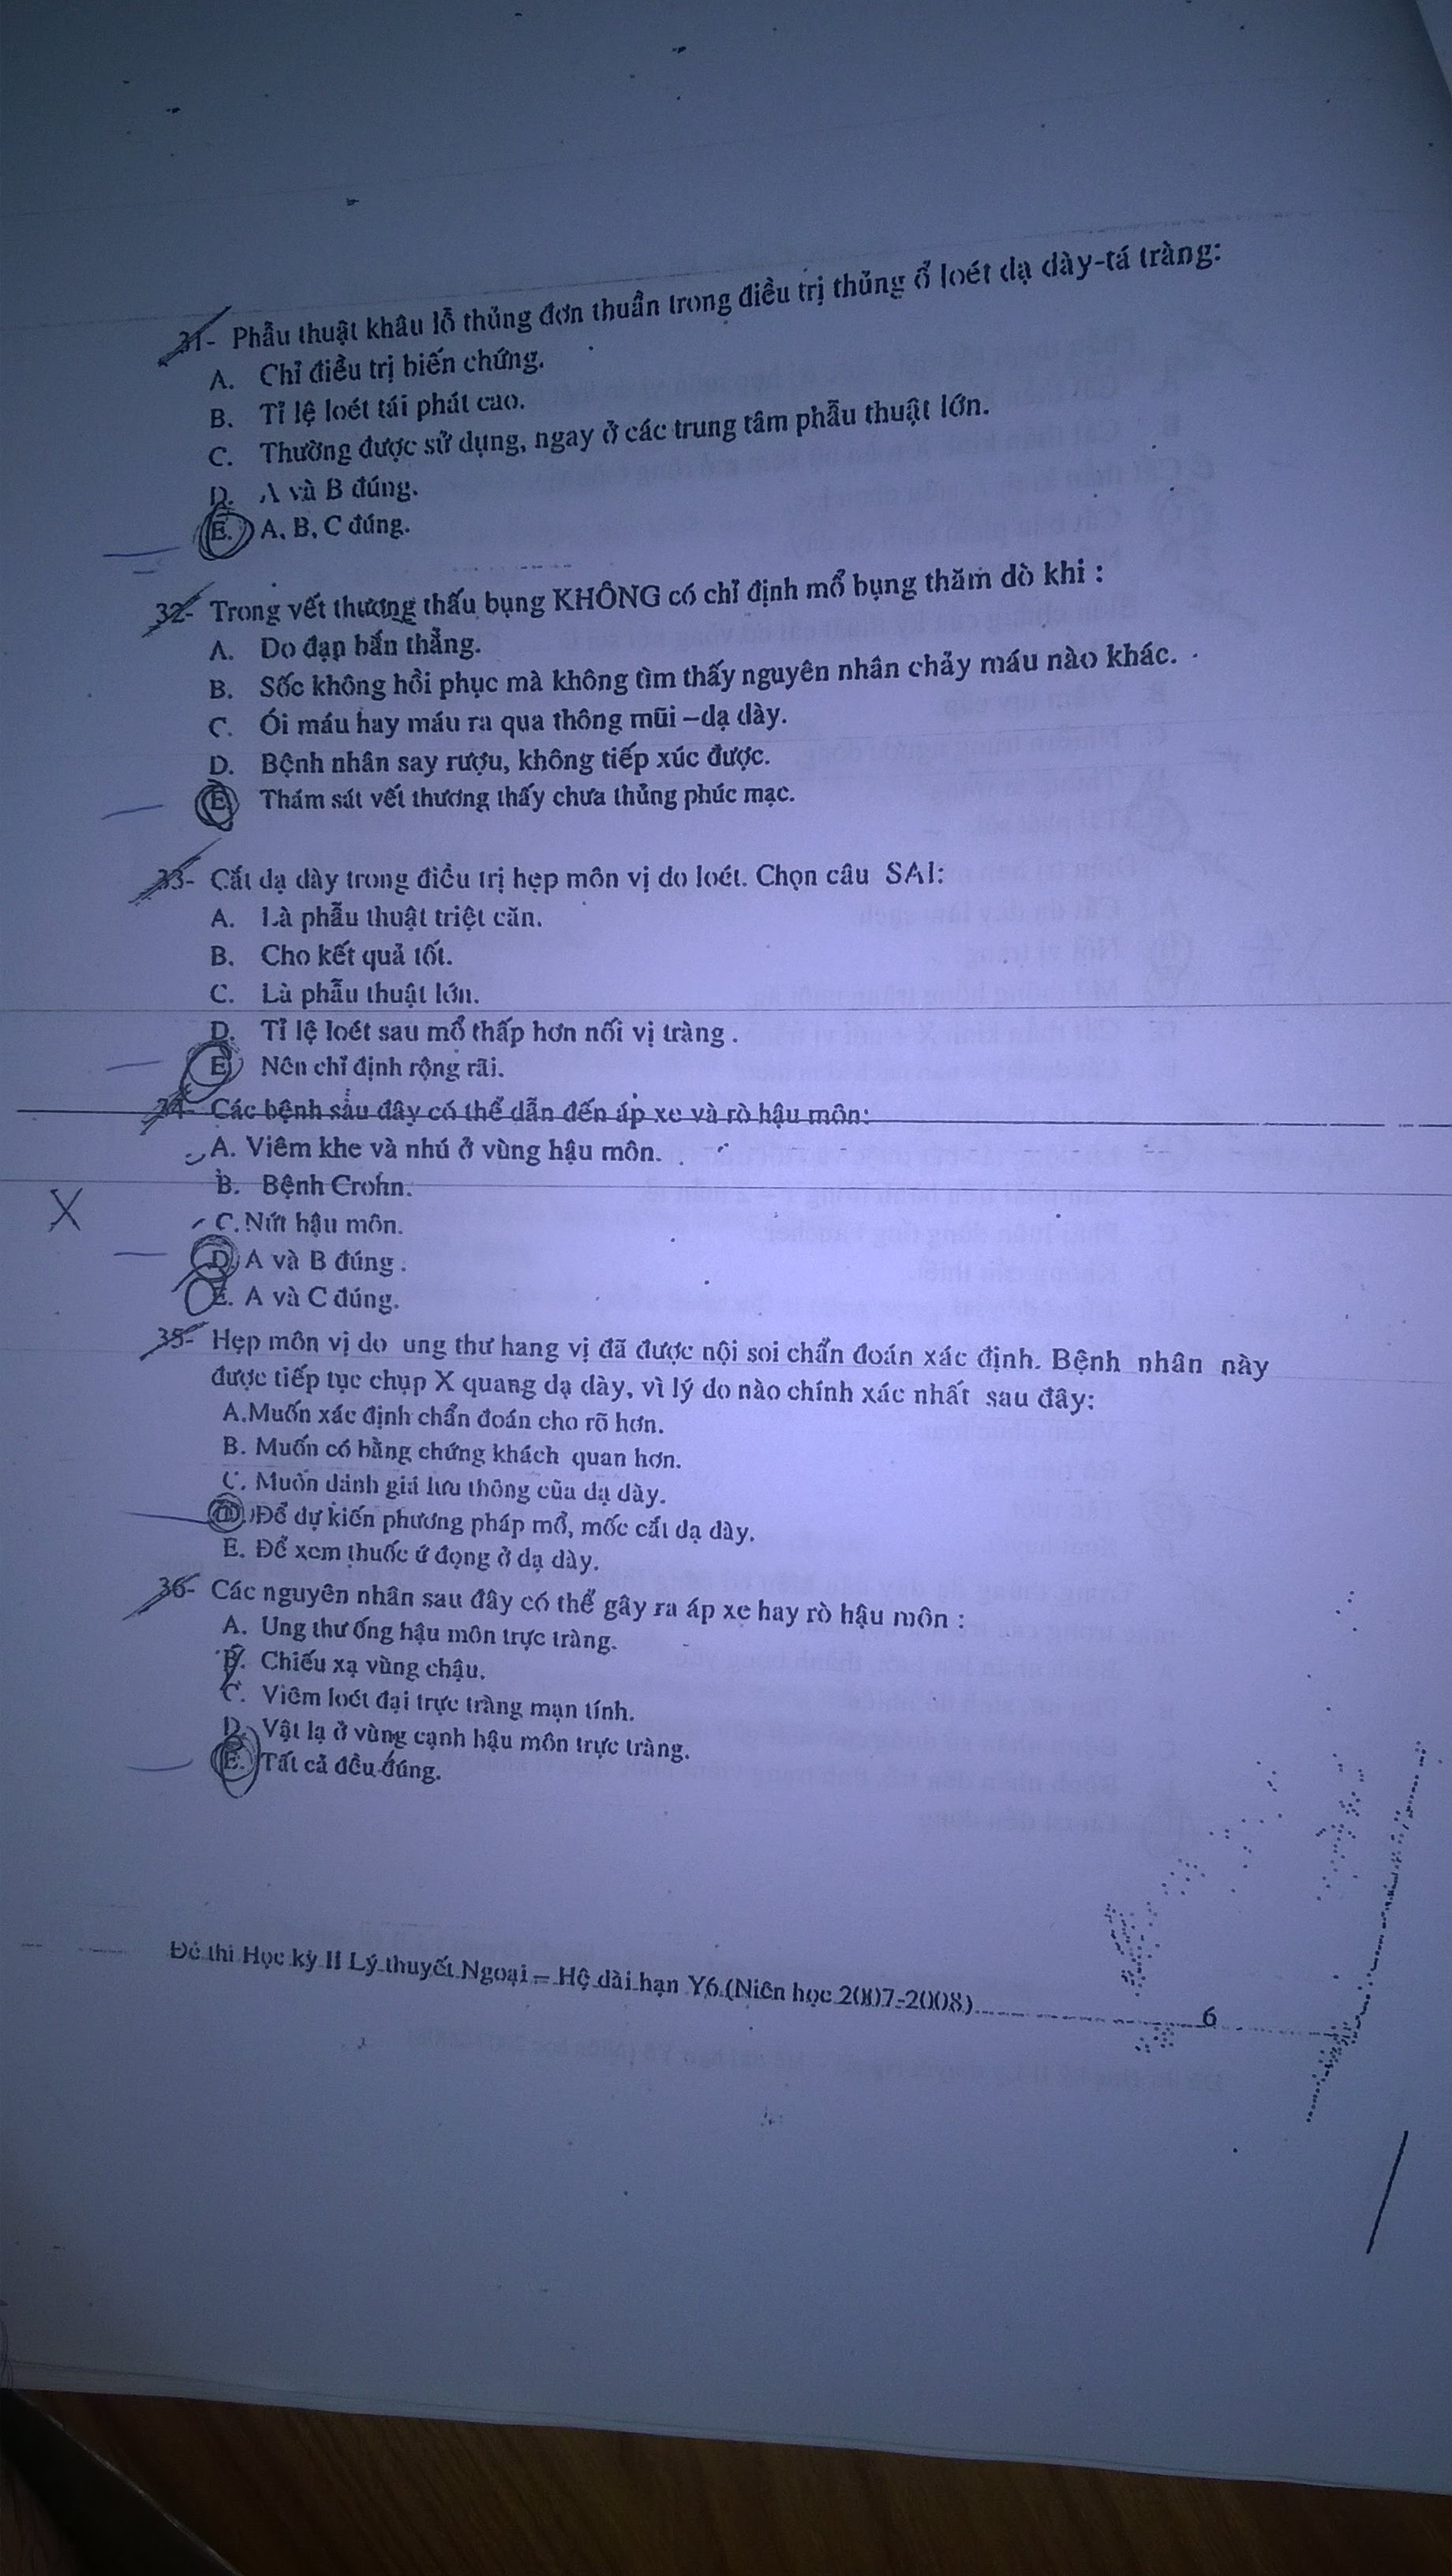 31- Phẫu thuật khâu lỗ thủng đơn thuần trong điều trị thủng ổ loét dạ dày-tá tràng:
A. Chỉ điều trị biến chứng.
B. Tỉ lệ loét tái phát cao.
C. Thường được sử dụng, ngay ở các trung tâm phẫu thuật lớn.
D. A và B đúng.
E. A, B, C đúng.
32- Trong vết thương thấu bụng KHÔNG có chỉ định mổ bụng thăm dò khi :
A. Do đạn bắn thẳng.
B. Sốc không hồi phục mà không tìm thấy nguyên nhân chảy máu nào khác.
C. Ói máu hay máu ra qua thông mũi –dạ dày.
D. Bệnh nhân say rượu, không tiếp xúc được.
E. Thám sát vết thương thấy chưa thủng phúc mạc.
33- Cắt dạ dày trong điều trị hẹp môn vị do loét. Chọn câu SAI:
A. Là phẫu thuật triệt căn.
B. Cho kết quả tốt.
C. Là phẫu thuật lớn.
D. Tỉ lệ loét sau mổ thấp hơn nối vị tràng .
E. Nên chỉ định rộng rãi.
34- Các bệnh sau đây có thể dẫn đến áp xe và rò hậu môn:
A. Viêm khe và nhú ở vùng hậu môn.
B. Bệnh Crohn.
X
C. Nứt hậu môn.
D. A và B đúng .
E. A và C đúng.
35- Hẹp môn vị do ung thư hang vị đã được nội soi chẩn đoán xác định. Bệnh nhân này
được tiếp tục chụp X quang dạ dày, vì lý do nào chính xác nhất sau đây:
A.Muốn xác định chẩn đoán cho rõ hơn.
B. Muốn có bằng chứng khách quan hơn.
C. Muốn đánh giá lưu thông của dạ dày.
D. Để dự kiến phương pháp mổ, mốc cắt dạ dày.
E. Để xem thuốc ứ đọng ở dạ dày.
36- Các nguyên nhân sau đây có thể gây ra áp xe hay rò hậu môn :
A. Ung thư ống hậu môn trực tràng.
B. Chiếu xạ vùng chậu.
C. Viêm loét đại trực tràng mạn tính.
D. Vật lạ ở vùng cạnh hậu môn trực tràng.
E. Tất cả đều đúng.
Đề thi Học kỳ II Lý thuyết Ngoại – Hệ dài hạn Y6 (Niên học 2007-2008) 6